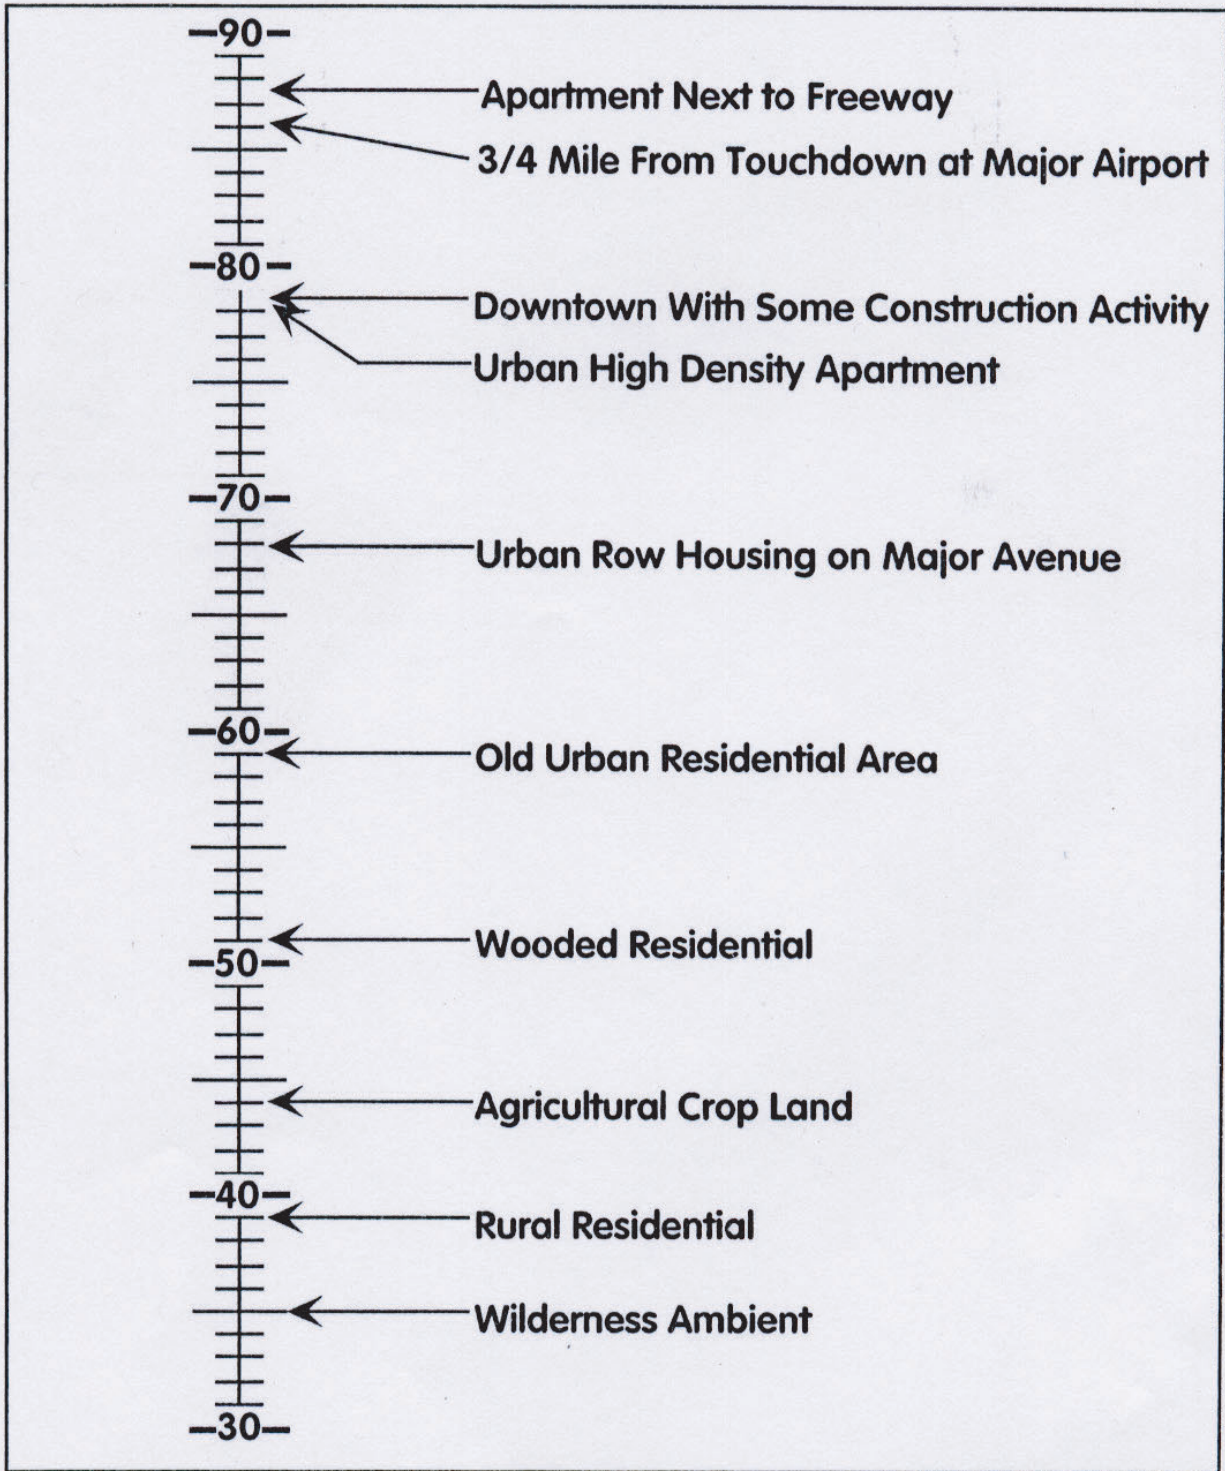 –90–
Apartment Next to Freeway
3/4 Mile From Touchdown at Major Airport
–80–
Downtown With Some Construction Activity
Urban High Density Apartment
–70–
Urban Row Housing on Major Avenue
–60–
Old Urban Residential Area
Wooded Residential
–50–
Agricultural Crop Land
–40–
Rural Residential
Wilderness Ambient
–30–